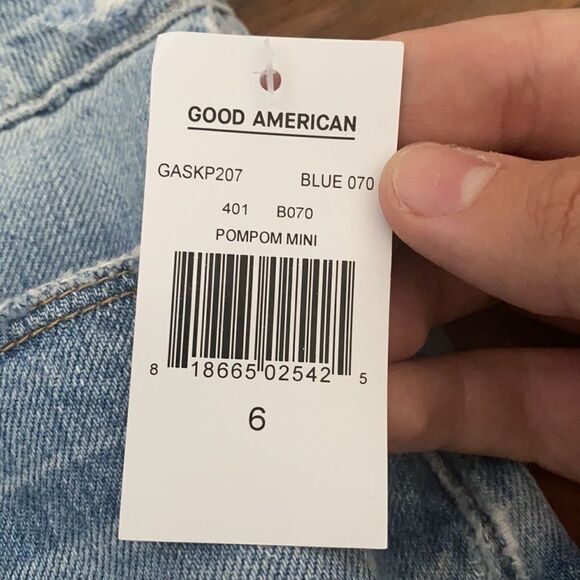 GOOD AMERICAN
GASKP207 BLUE 070
401 B070
POMPOM MINI
8 18665 02542 5
6